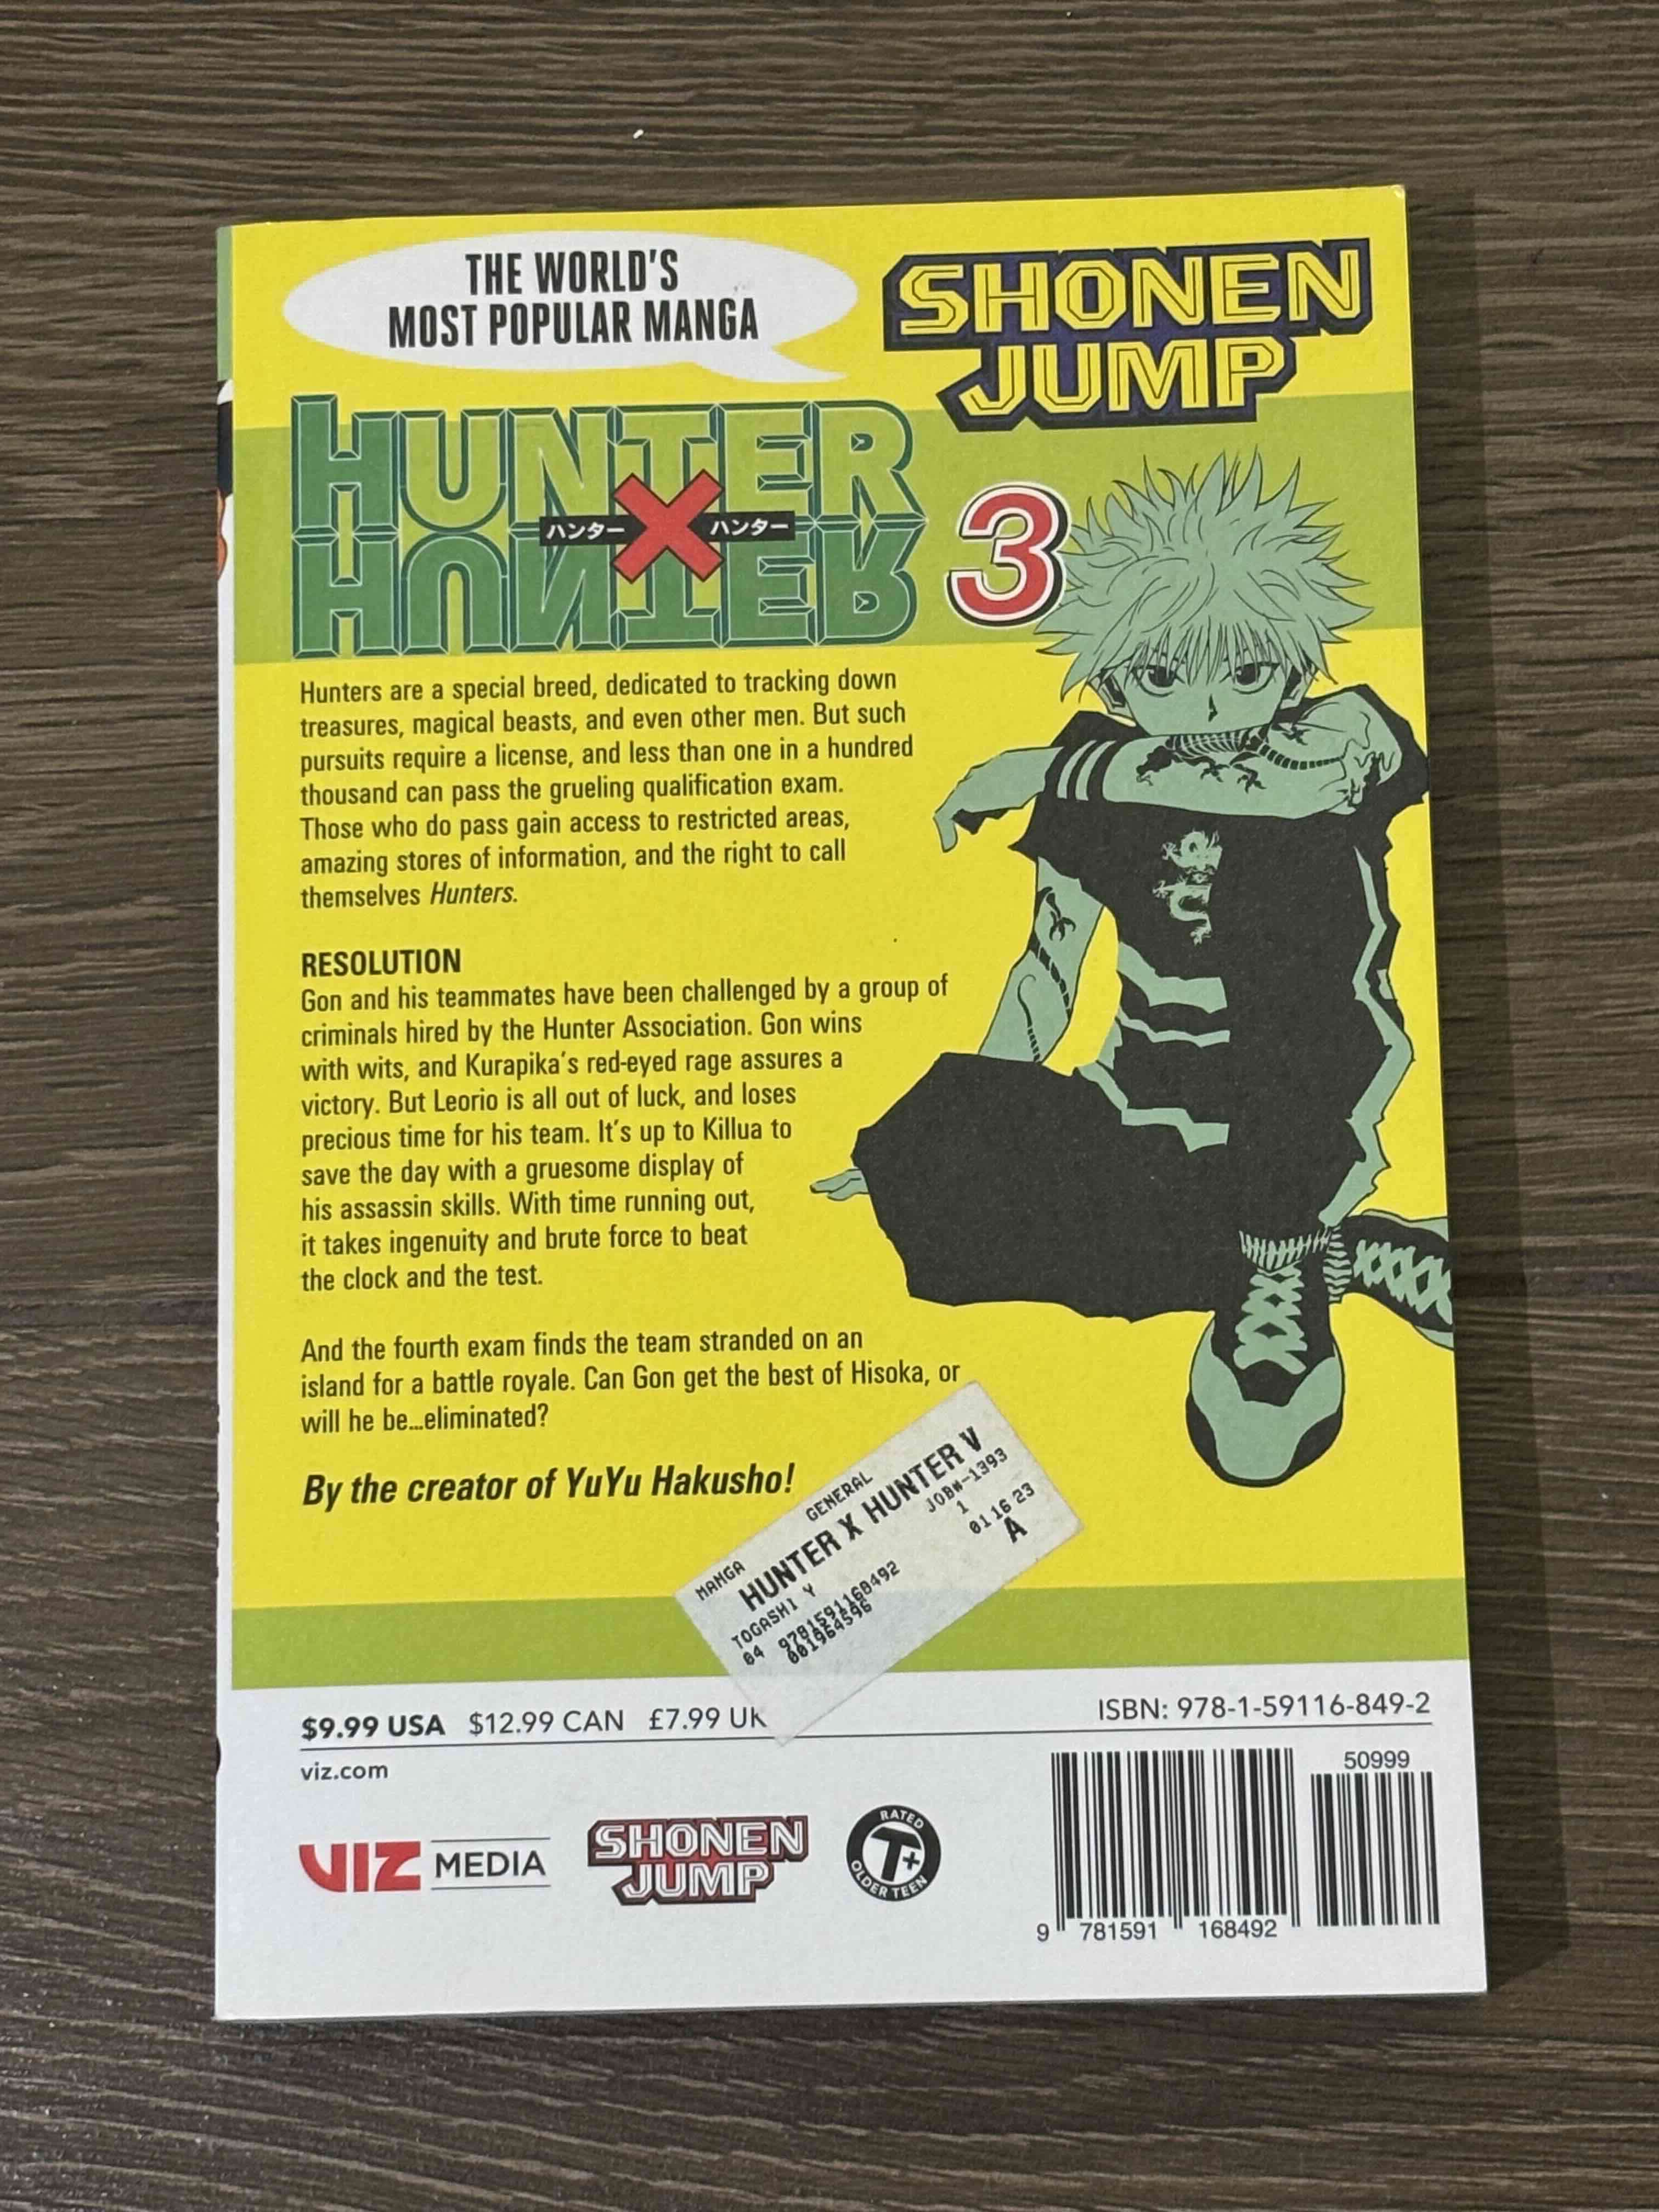 THE WORLD'S
MOST POPULAR MANGA
SHONEN
JUMP
HUNTER
ハンター × ハンター
HUNTER
3
Hunters are a special breed, dedicated to tracking down
treasures, magical beasts, and even other men. But such
pursuits require a license, and less than one in a hundred
thousand can pass the grueling qualification exam.
Those who do pass gain access to restricted areas,
amazing stores of information, and the right to call
themselves Hunters.
RESOLUTION
Gon and his teammates have been challenged by a group of
criminals hired by the Hunter Association. Gon wins
with wits, and Kurapika's red-eyed rage assures a
victory. But Leorio is all out of luck, and loses
precious time for his team. It's up to Killua to
save the day with a gruesome display of
his assassin skills. With time running out,
it takes ingenuity and brute force to beat
the clock and the test.
And the fourth exam finds the team stranded on an
island for a battle royale. Can Gon get the best of Hisoka, or
will he be...eliminated?
By the creator of YuYu Hakusho!
MANGA GENERAL
HUNTER X HUNTER V
TOGASHI Y JOBW-1393
1
04 9781591168492 01 16 23
001964596 A
$9.99 USA $12.99 CAN £7.99 UK
ISBN: 978-1-59116-849-2
viz.com
50999
VIZ MEDIA
SHONEN
JUMP
RATED
T+
OLDER TEEN
9 781591 168492